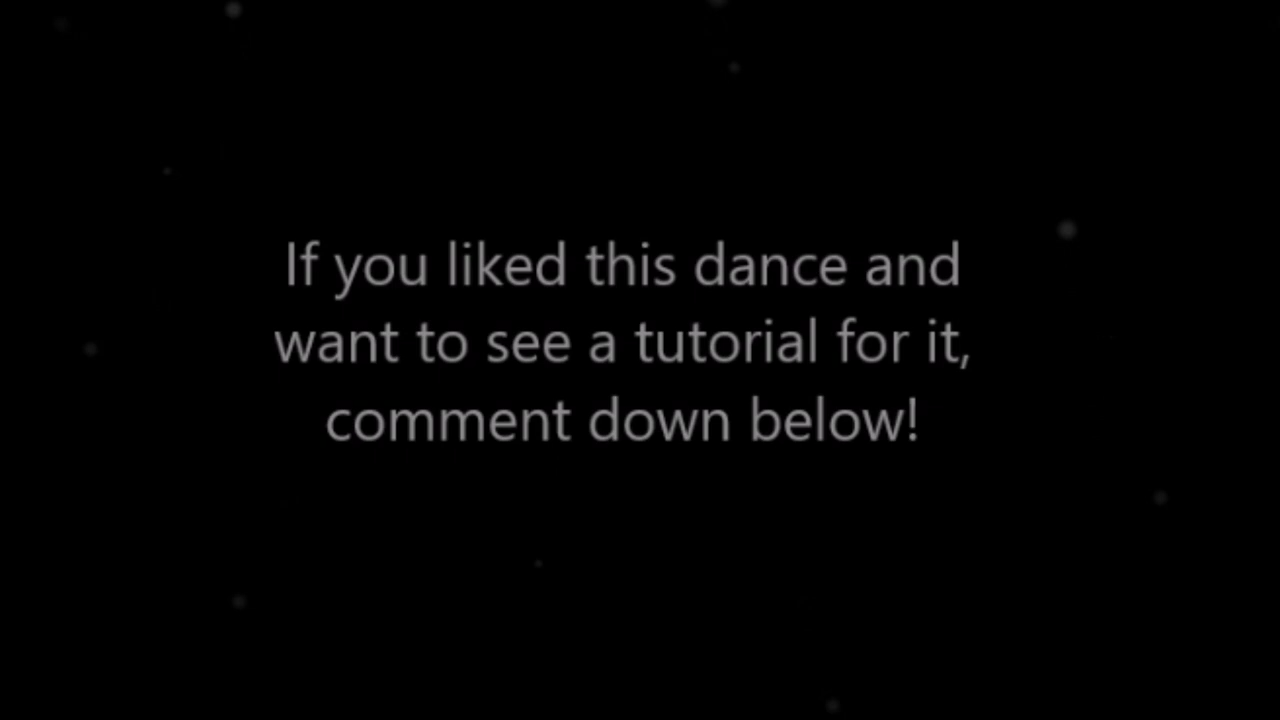 If you liked this dance and
want to see a tutorial for it,
comment down below!